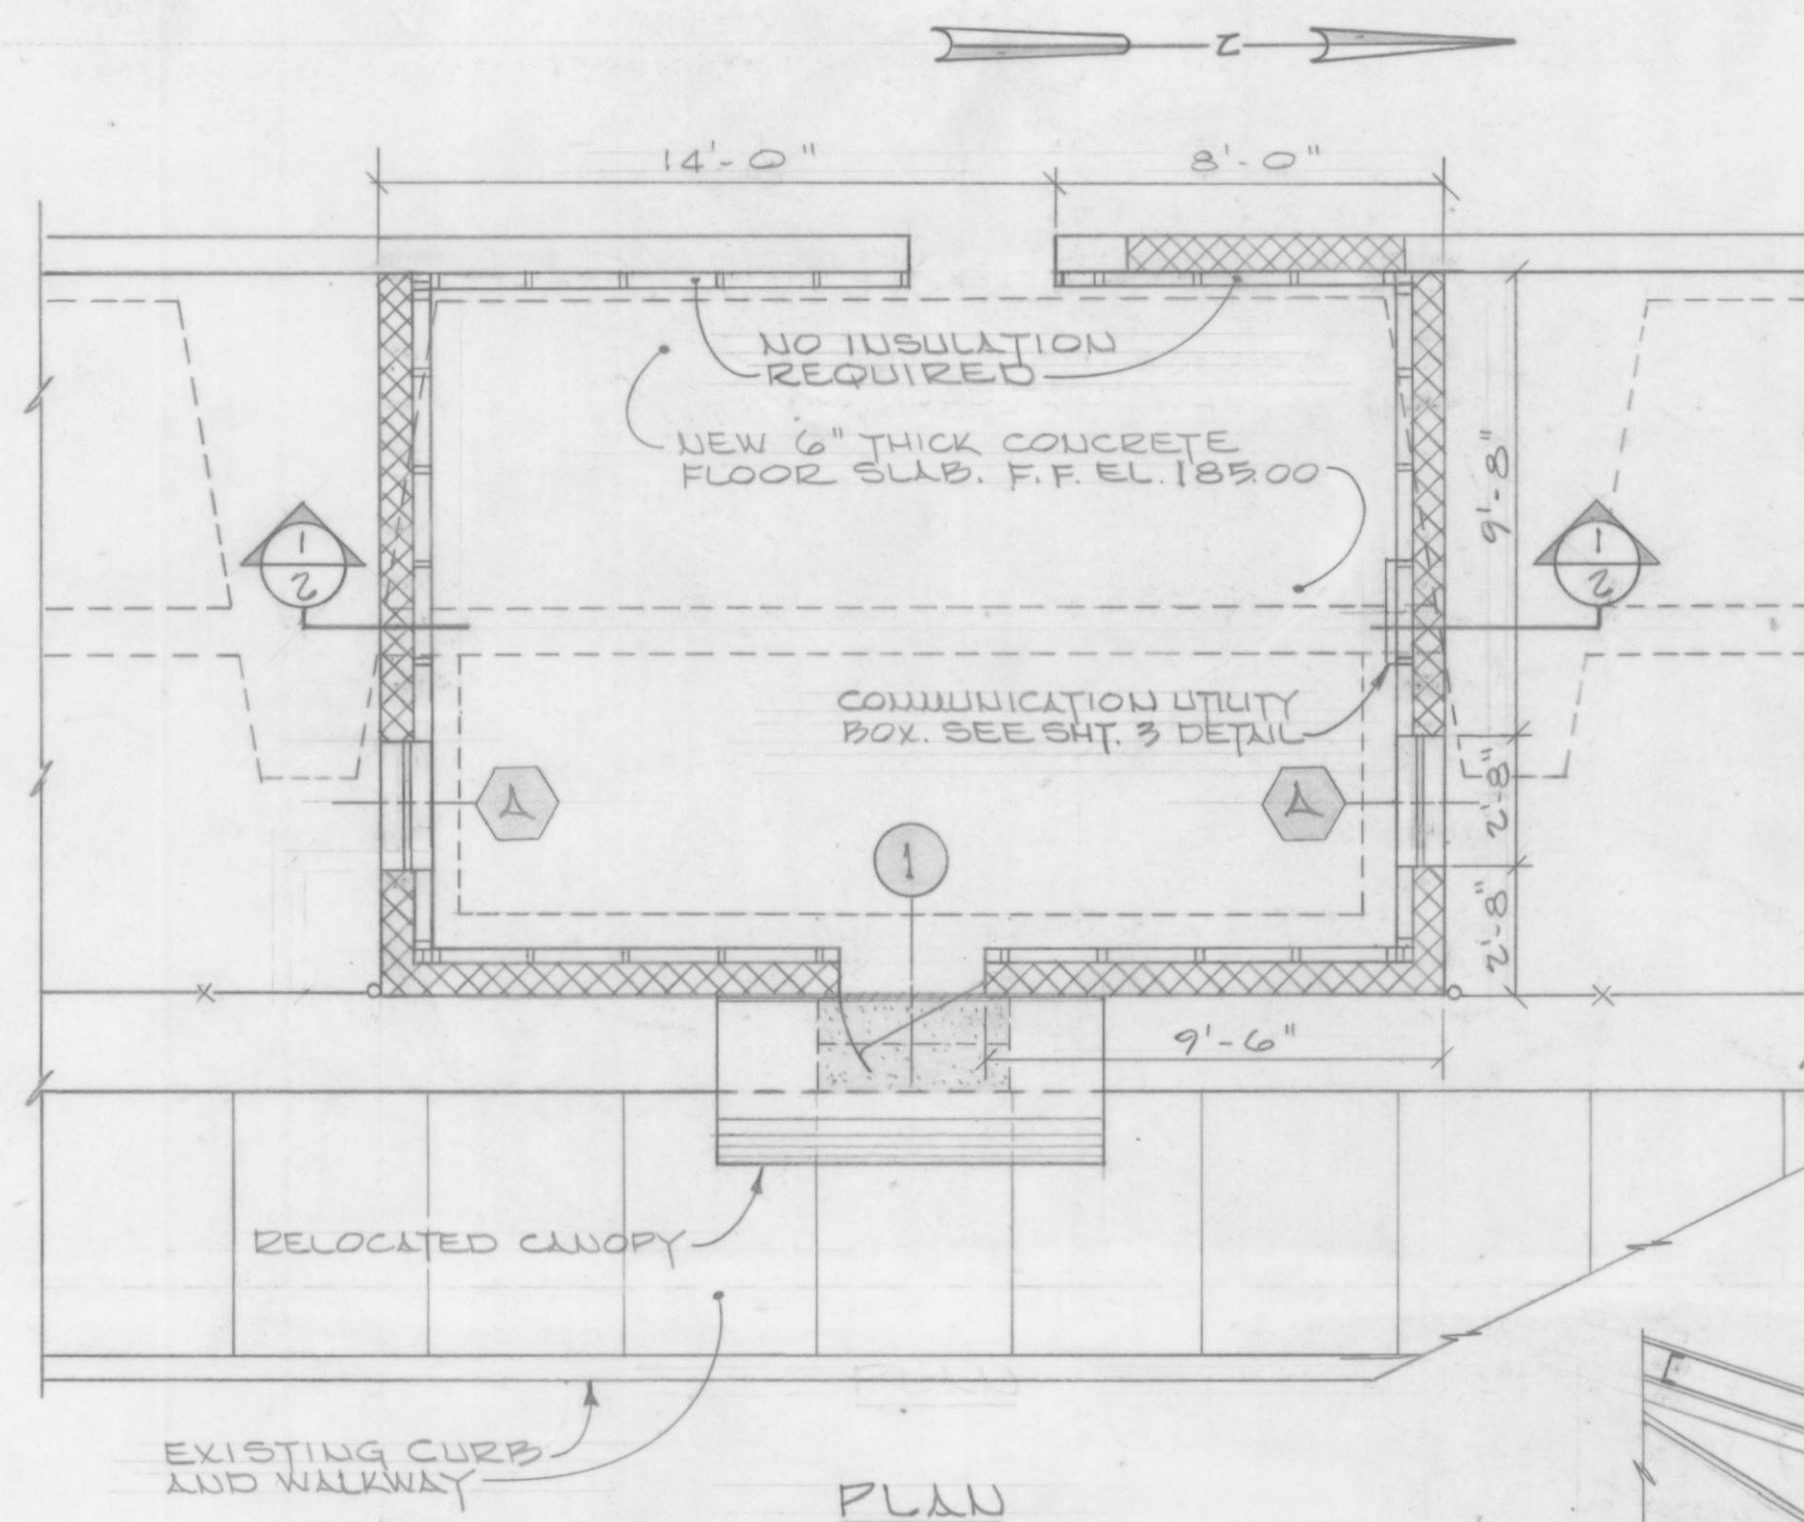 N
14'-0"
8'-0"
NO INSULATION
REQUIRED
NEW 6" THICK CONCRETE
FLOOR SLAB. F.F. EL. 185.00
9'-8"
1
2
1
2
COMMUNICATION UTILITY
BOX. SEE SHT. 3 DETAIL
A
A
2'-8"
1
2'-8"
9'-6"
RELOCATED CANOPY
EXISTING CURB
AND WALKWAY
PLAN